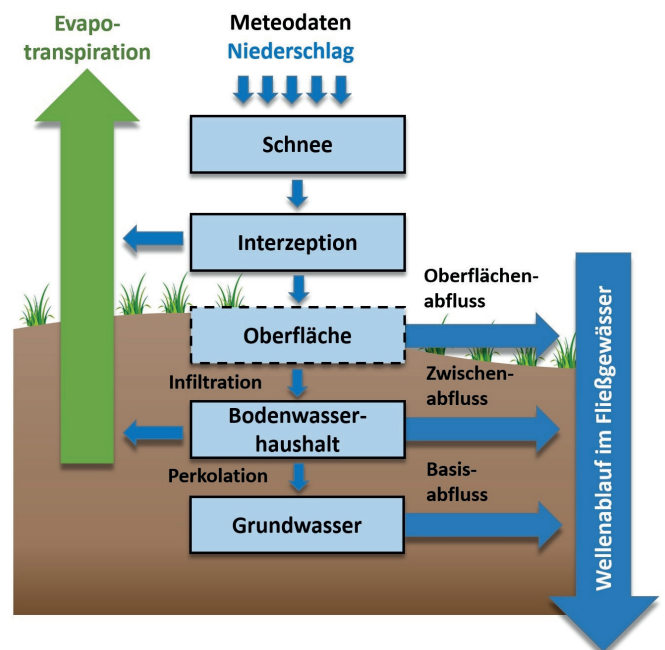 Evapo-
transpiration
Meteodaten
Niederschlag
Schnee
Interzeption
Oberflächen-
abfluss
Oberfläche
Infiltration
Zwischen-
abfluss
Bodenwasser-
haushalt
Perkolation
Basis-
abfluss
Grundwasser
Wellenablauf im Fließgewässer